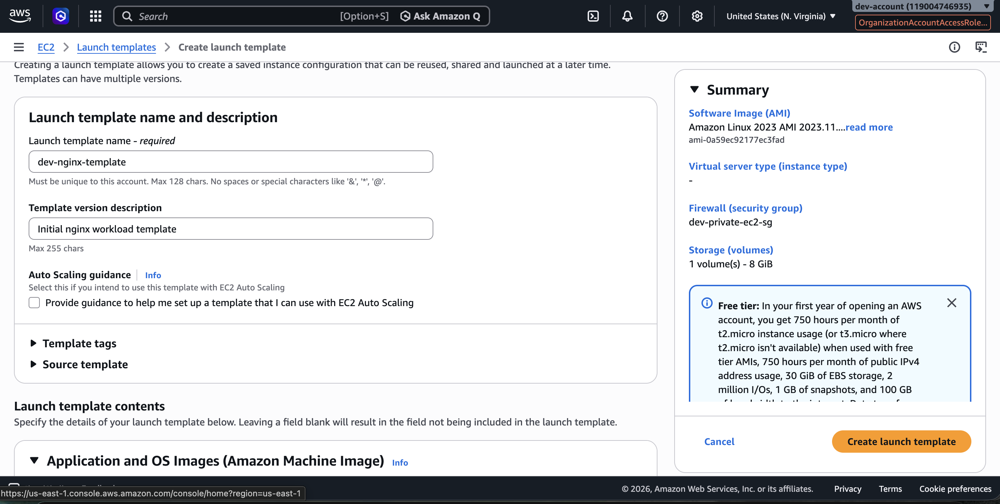 aws
Search
[Option+S]
Ask Amazon Q
United States (N. Virginia)
dev-account (119004746935)
OrganizationAccountAccessRole...
EC2
Launch templates
Create launch template
Creating a launch template allows you to create a saved instance configuration that can be reused, shared and launched at a later time.
Templates can have multiple versions.
Launch template name and description
Launch template name - required
dev-nginx-template
Must be unique to this account. Max 128 chars. No spaces or special characters like '&', '*', '@'.
Template version description
Initial nginx workload template
Max 255 chars
Auto Scaling guidance
Info
Select this if you intend to use this template with EC2 Auto Scaling
Provide guidance to help me set up a template that I can use with EC2 Auto Scaling
Template tags
Source template
Launch template contents
Specify the details of your launch template below. Leaving a field blank will result in the field not being included in the launch template.
Application and OS Images (Amazon Machine Image)
Info
Summary
Software Image (AMI)
Amazon Linux 2023 AMI 2023.11....read more
ami-0a59ec92177ec3fad
Virtual server type (instance type)
-
Firewall (security group)
dev-private-ec2-sg
Storage (volumes)
1 volume(s) - 8 GiB
Free tier: In your first year of opening an AWS
account, you get 750 hours per month of
t2.micro instance usage (or t3.micro where
t2.micro isn't available) when used with free
tier AMIs, 750 hours per month of public IPv4
address usage, 30 GiB of EBS storage, 2
million I/Os, 1 GB of snapshots, and 100 GB
Cancel
Create launch template
© 2026, Amazon Web Services, Inc. or its affiliates.
Privacy
Terms
Cookie preferences
https://us-east-1.console.aws.amazon.com/console/home?region=us-east-1